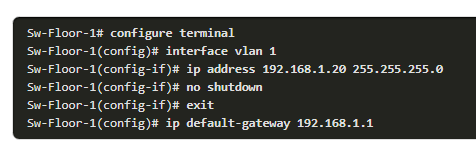 Sw-Floor-1# configure terminal
Sw-Floor-1(config)# interface vlan 1
Sw-Floor-1(config-if)# ip address 192.168.1.20 255.255.255.0
Sw-Floor-1(config-if)# no shutdown
Sw-Floor-1(config-if)# exit
Sw-Floor-1(config)# ip default-gateway 192.168.1.1